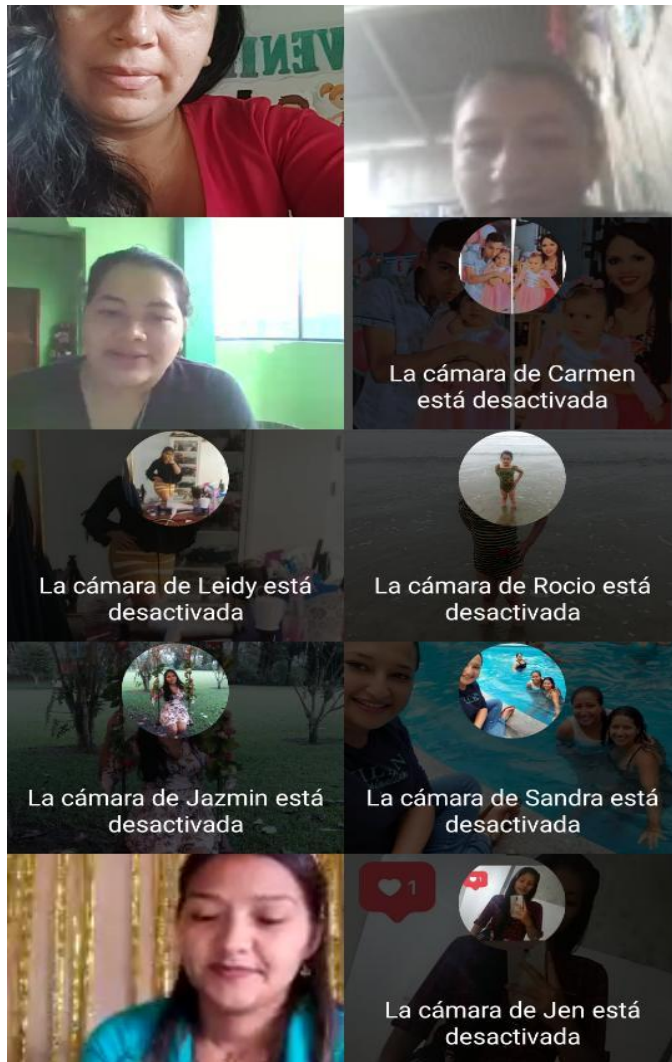 VENI
La cámara de Carmen
está desactivada
La cámara de Leidy está
desactivada
La cámara de Rocio está
desactivada
La cámara de Jazmin está
desactivada
La cámara de Sandra está
desactivada
1
La cámara de Jen está
desactivada